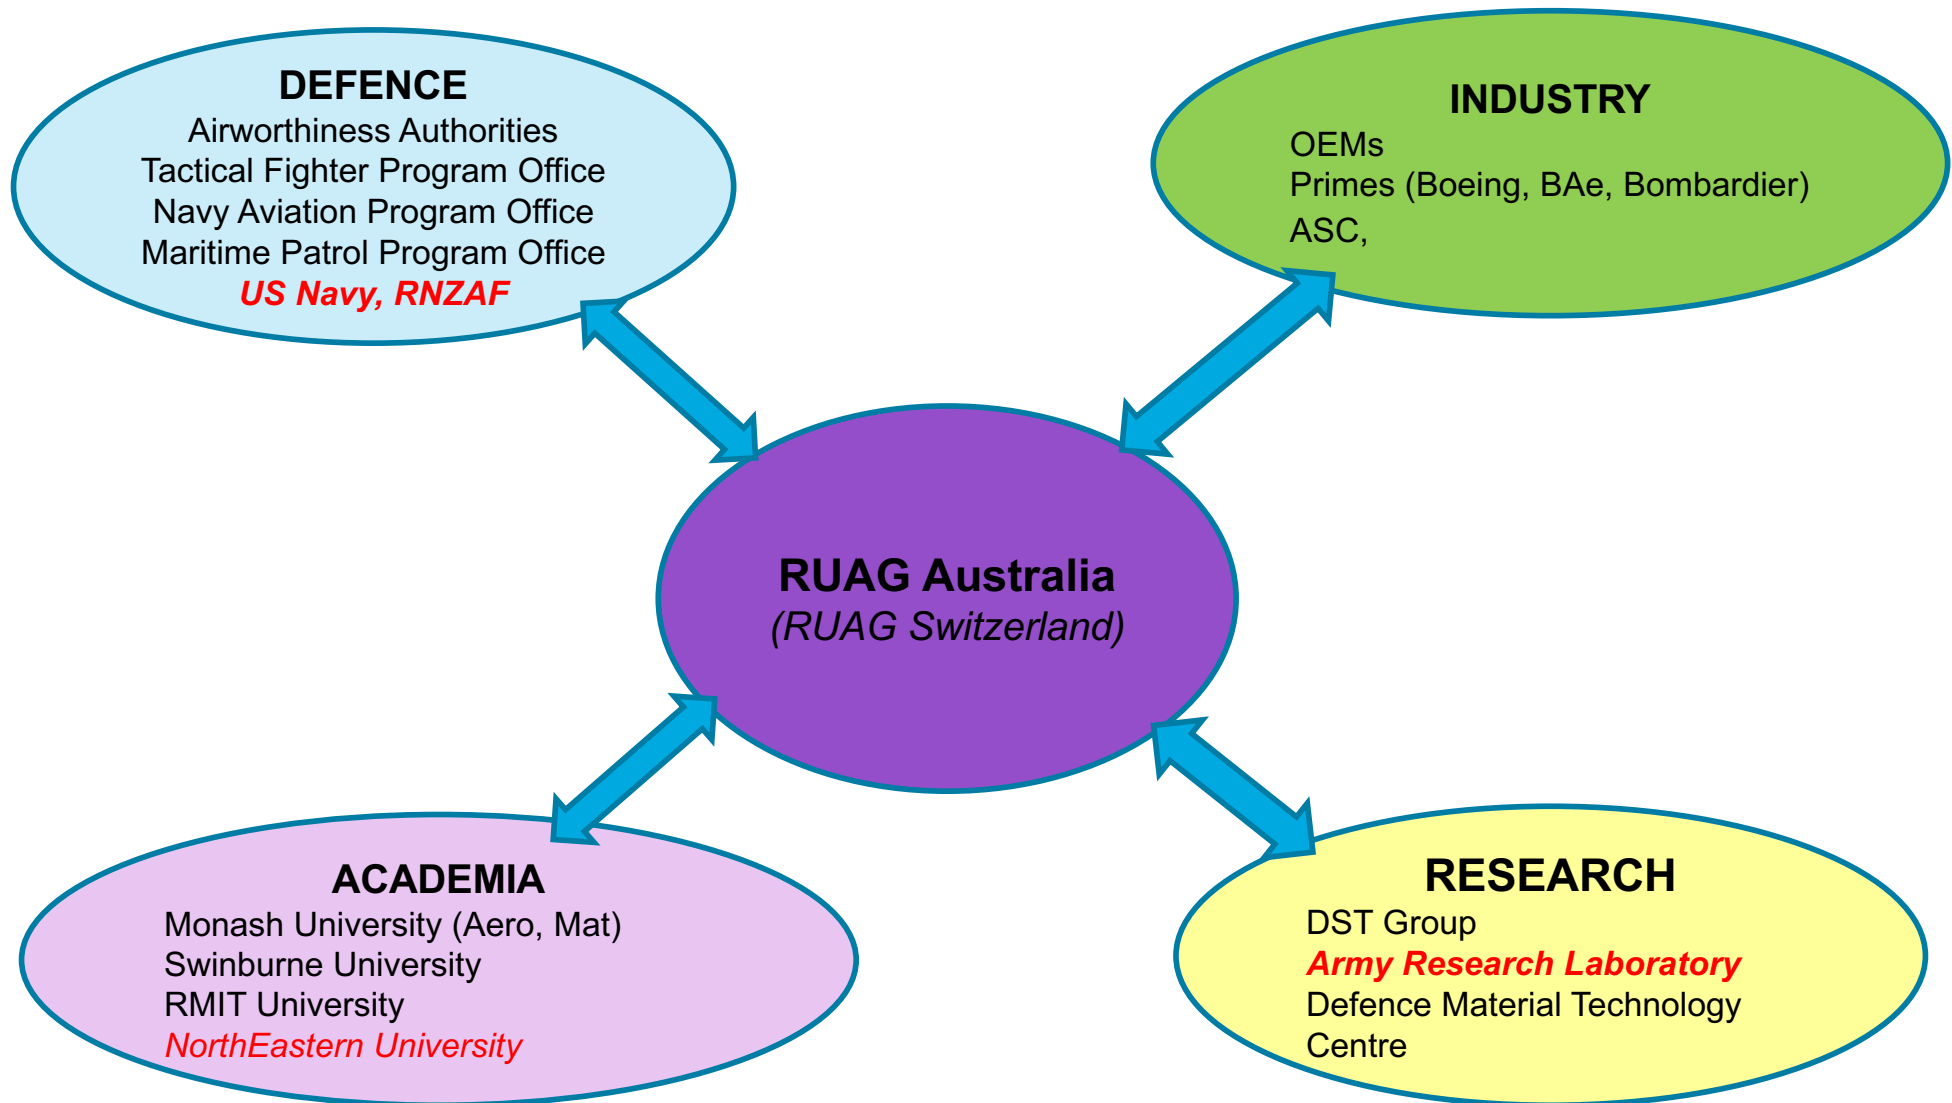 DEFENCE
Airworthiness Authorities
Tactical Fighter Program Office
Navy Aviation Program Office
Maritime Patrol Program Office
US Navy, RNZAF
INDUSTRY
OEMs
Primes (Boeing, BAe, Bombardier)
ASC,
RUAG Australia
(RUAG Switzerland)
ACADEMIA
Monash University (Aero, Mat)
Swinburne University
RMIT University
NorthEastern University
RESEARCH
DST Group
Army Research Laboratory
Defence Material Technology
Centre